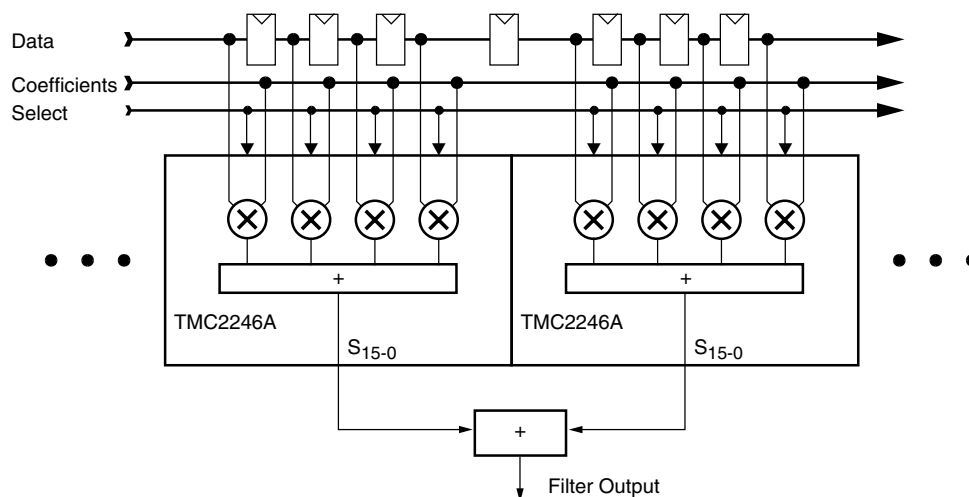 Data
Coefficients
Select
+
+
TMC2246A
TMC2246A
S15-0
S15-0
+
Filter Output